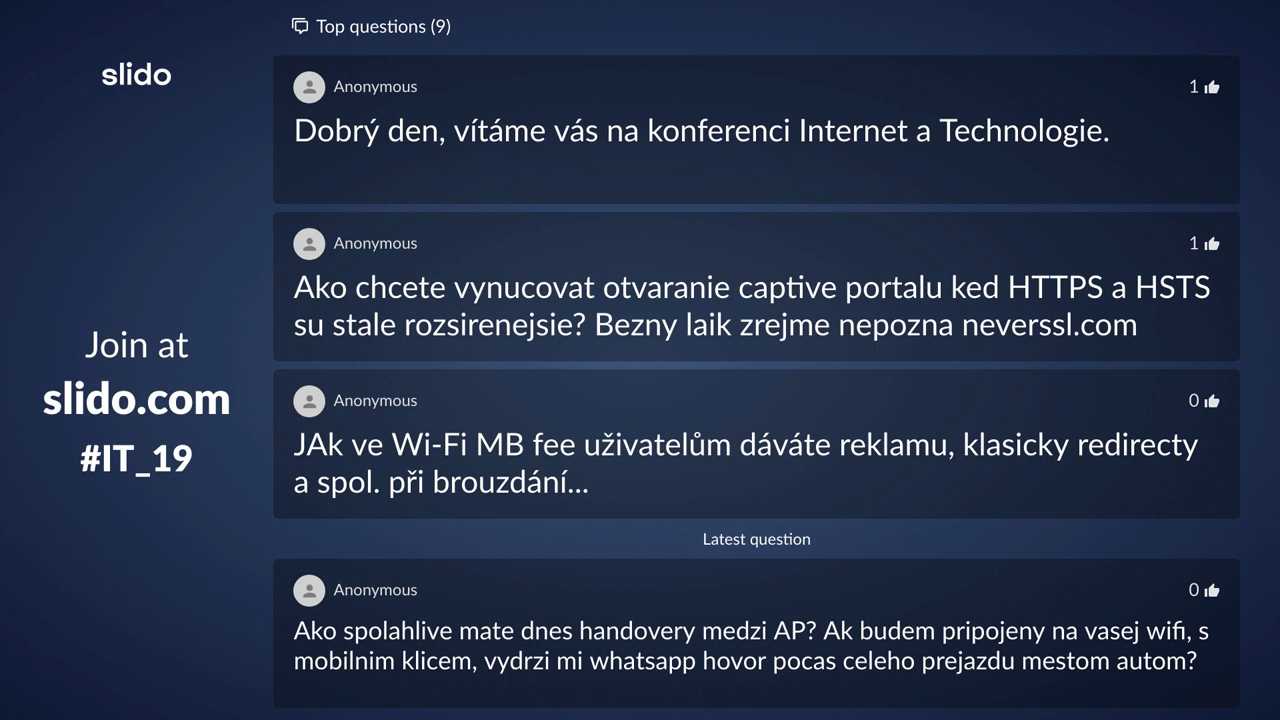 Top questions (9)
slido
Anonymous
1
Dobrý den, vítáme vás na konferenci Internet a Technologie.
Anonymous
1
Ako chcete vynucovat otvaranie captive portalu ked HTTPS a HSTS
su stale rozsirenejsie? Bezny laik zrejme nepozna neverssl.com
Join at
slido.com
#IT_19
Anonymous
0
JAk ve Wi-Fi MB fee uživatelům dáváte reklamu, klasicky redirecty
a spol. při brouzdání...
Latest question
Anonymous
0
Ako spolahlive mate dnes handovery medzi AP? Ak budem pripojeny na vasej wifi, s
mobilnim klicem, vydrzi mi whatsapp hovor pocas celeho prejazdu mestom autom?